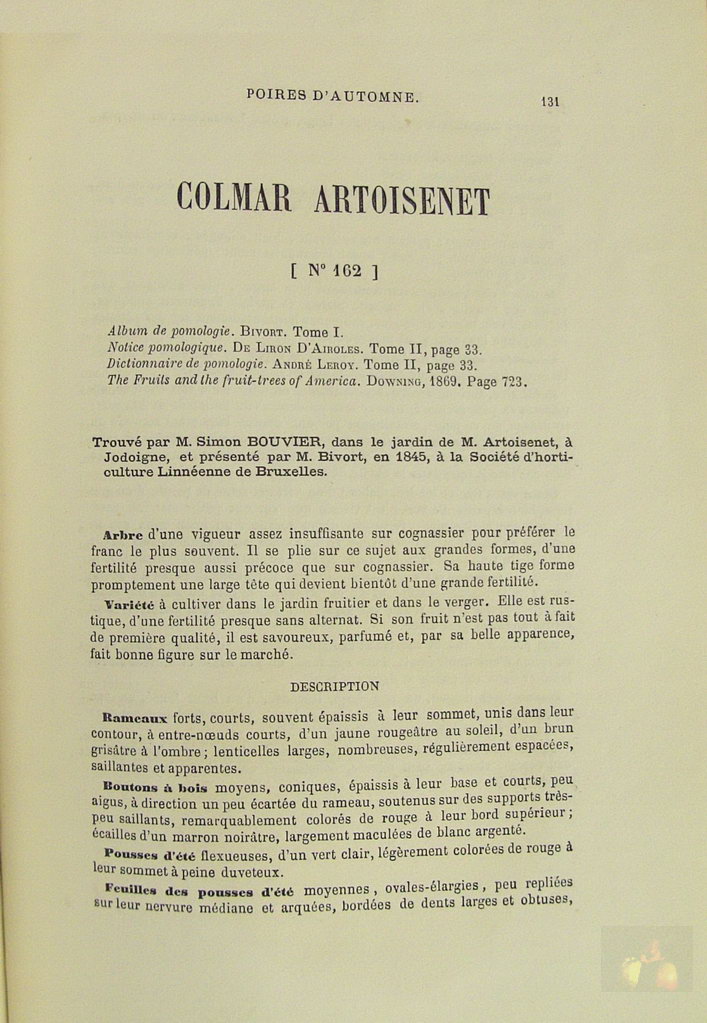 POIRES D'AUTOMNE.
131
COLMAR ARTOISENET
[ N° 162 ]
Album de pomologie. BIVORT. Tome I.
Notice pomologique. DE LIRON D'AIROLES. Tome II, page 33.
Dictionnaire de pomologie. ANDRÉ LEROY. Tome II, page 33.
The Fruits and the fruit-trees of America. DOWNING, 1869. Page 723.
Trouvé par M. Simon BOUVIER, dans le jardin de M. Artoisenet, à
Jodoigne, et présenté par M. Bivort, en 1845, à la Société d'horti-
culture Linnéenne de Bruxelles.
Arbre d'une vigueur assez insuffisante sur cognassier pour préférer le
franc le plus souvent. Il se plie sur ce sujet aux grandes formes, d'une
fertilité presque aussi précoce que sur cognassier. Sa haute tige forme
promptement une large tête qui devient bientôt d'une grande fertilité.
Variété à cultiver dans le jardin fruitier et dans le verger. Elle est rus-
tique, d'une fertilité presque sans alternat. Si son fruit n'est pas tout à fait
de première qualité, il est savoureux, parfumé et, par sa belle apparence,
fait bonne figure sur le marché.
DESCRIPTION
Rameaux forts, courts, souvent épaissis à leur sommet, unis dans leur
contour, à entre-nœuds courts, d'un jaune rougeâtre au soleil, d'un brun
grisâtre à l'ombre; lenticelles larges, nombreuses, régulièrement espacées,
saillantes et apparentes.
Boutons à bois moyens, coniques, épaissis à leur base et courts, peu
aigus, à direction un peu écartée du rameau, soutenus sur des supports très-
peu saillants, remarquablement colorés de rouge à leur bord supérieur;
écailles d'un marron noirâtre, largement maculées de blanc argenté.
Pousses d'été flexueuses, d'un vert clair, légèrement colorées de rouge à
leur sommet à peine duveteux.
Feuilles des pousses d'été moyennes, ovales-élargies, peu repliées
sur leur nervure médiane et arquées, bordées de dents larges et obtuses,